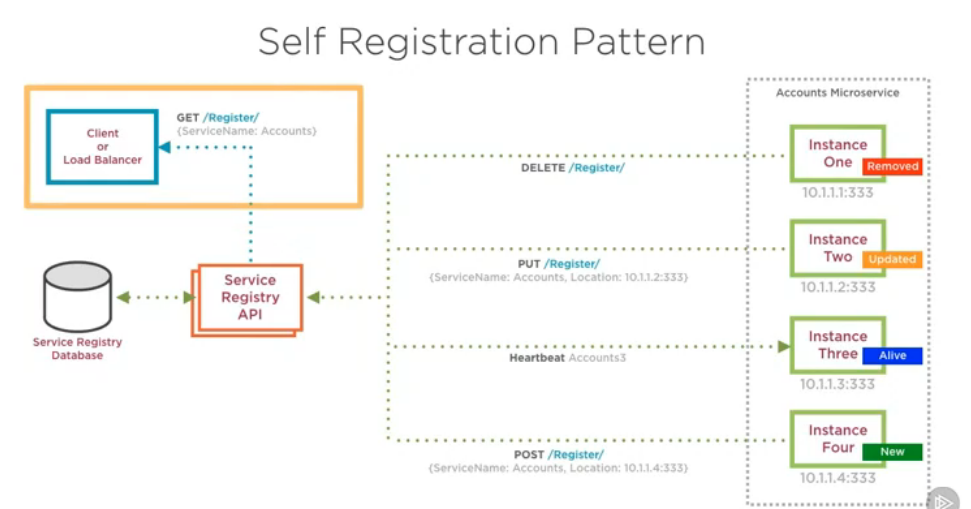 Self Registration Pattern
Client
or
Load Balancer
GET /Register/
{ServiceName: Accounts}
Service Registry
Database
Service
Registry
API
DELETE /Register/
PUT /Register/
{ServiceName: Accounts, Location: 10.1.1.2:333}
Heartbeat Accounts3
POST /Register/
{ServiceName: Accounts, Location: 10.1.1.4:333}
Accounts Microservice
Instance
One
Removed
10.1.1.1:333
Instance
Two
Updated
10.1.1.2:333
Instance
Three
Alive
10.1.1.3:333
Instance
Four
New
10.1.1.4:333